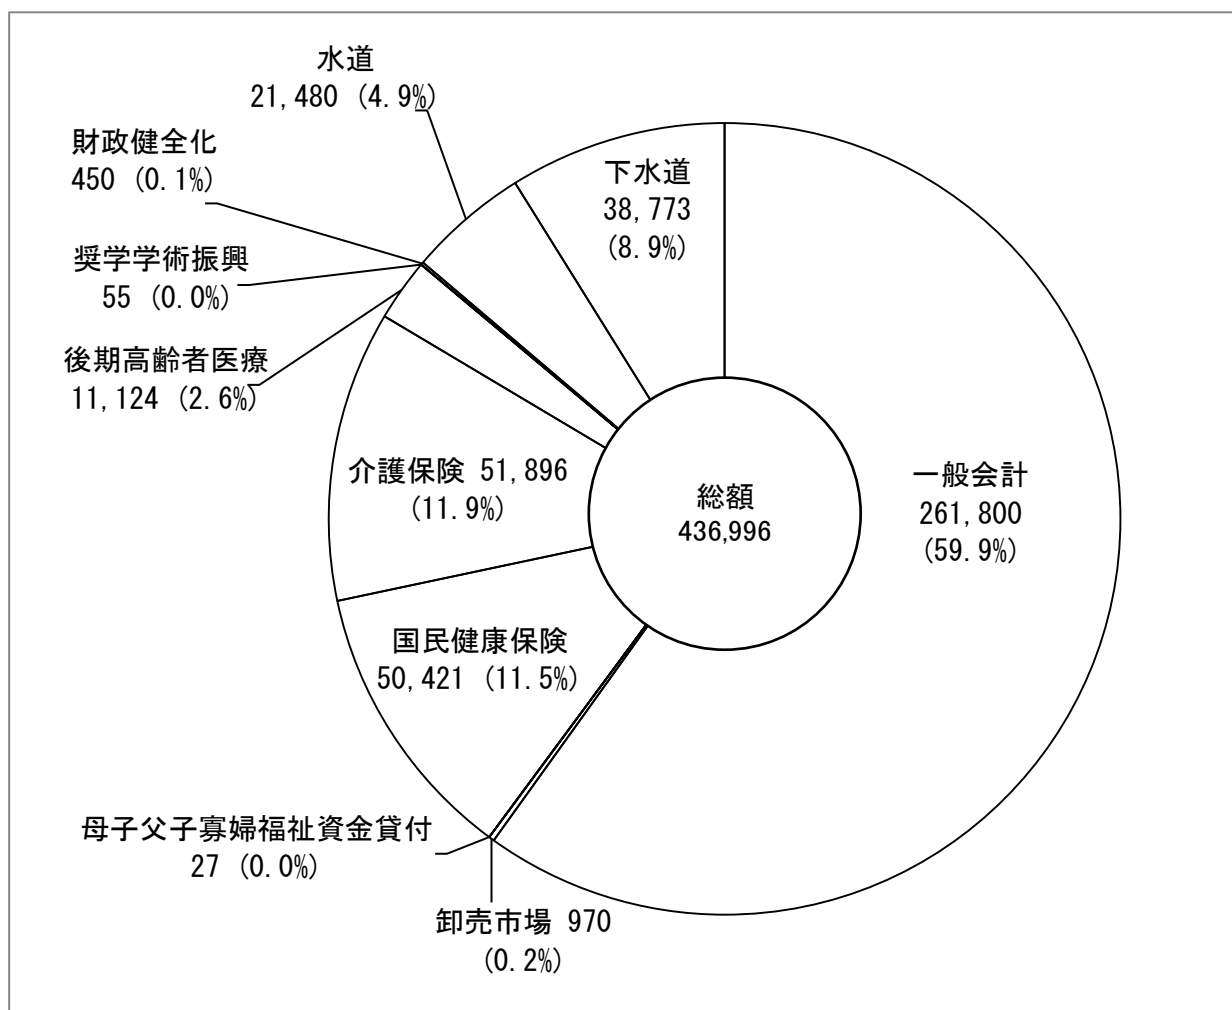 水道
21,480 (4.9%)
財政健全化
450 (0.1%)
下水道
38,773
(8.9%)
奨学学術振興
55 (0.0%)
後期高齢者医療
11,124 (2.6%)
介護保険 51,896
(11.9%)
総額
436,996
一般会計
261,800
(59.9%)
国民健康保険
50,421 (11.5%)
母子父子寡婦福祉資金貸付
27 (0.0%)
卸売市場 970
(0.2%)